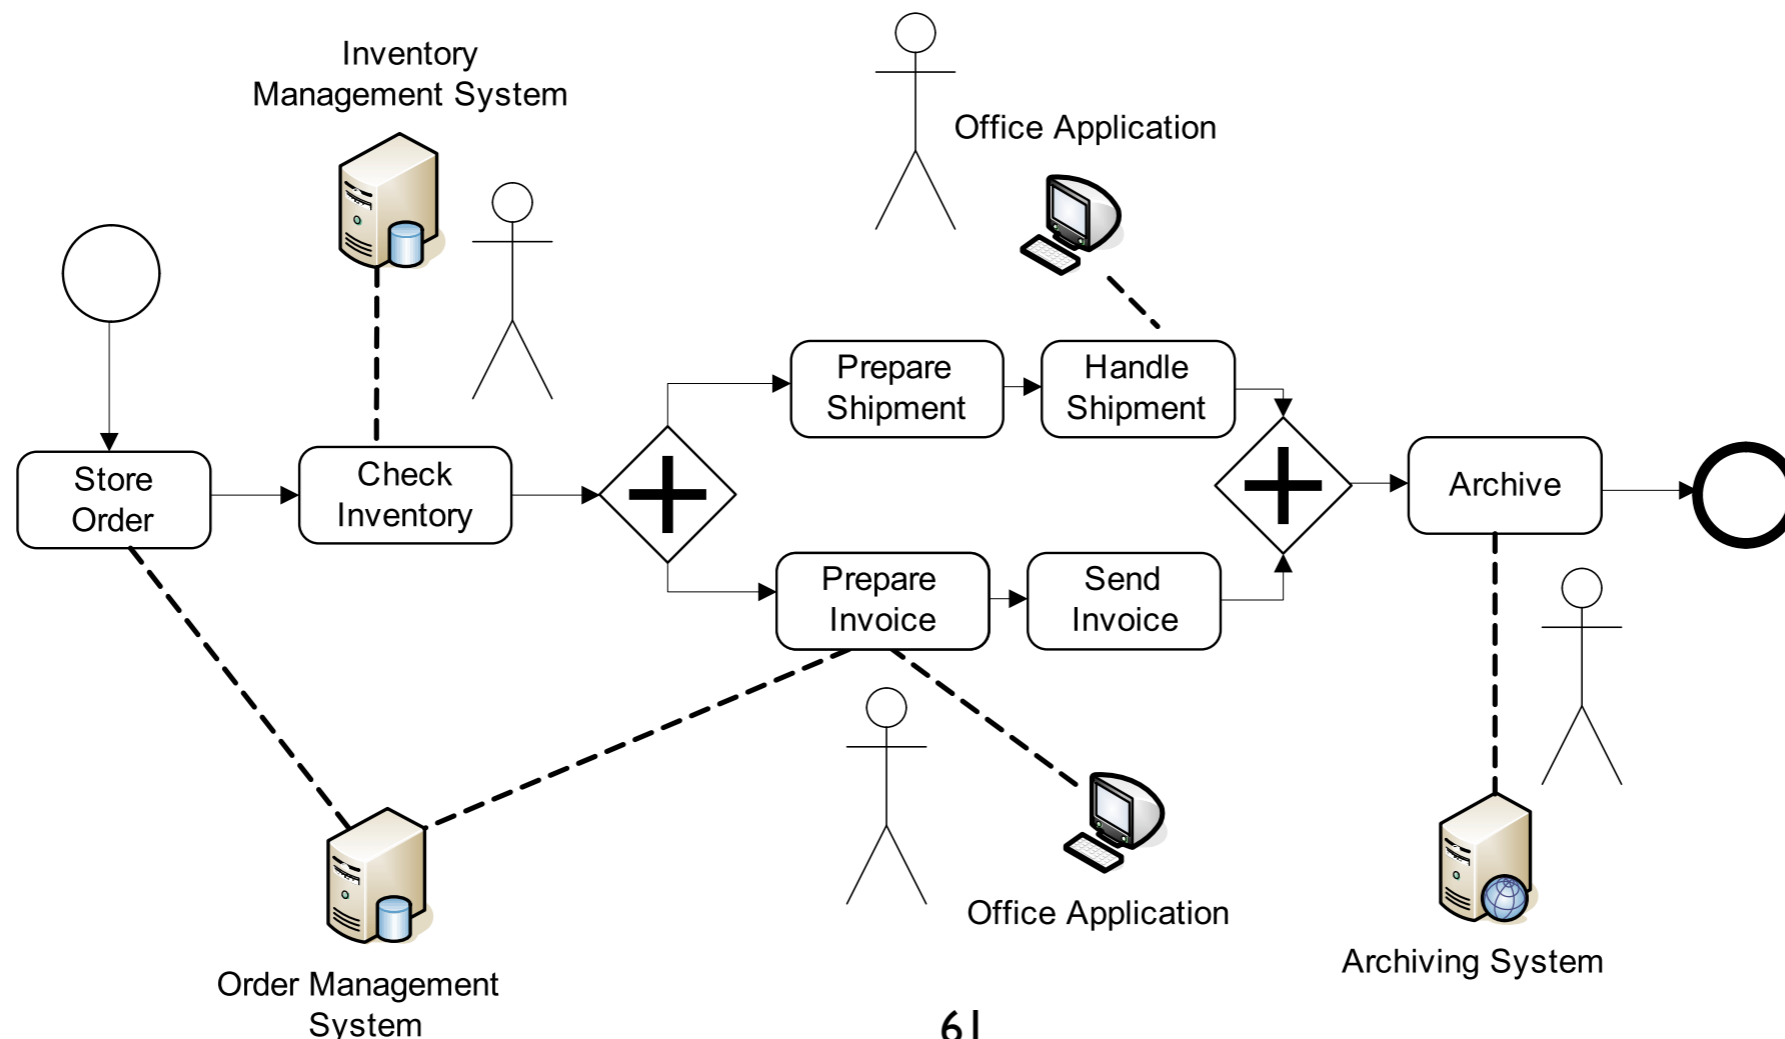 Inventory
Management System
Office Application
Prepare
Shipment
Handle
Shipment
Store
Order
Check
Inventory
Archive
Prepare
Invoice
Send
Invoice
Office Application
Archiving System
Order Management
System
61